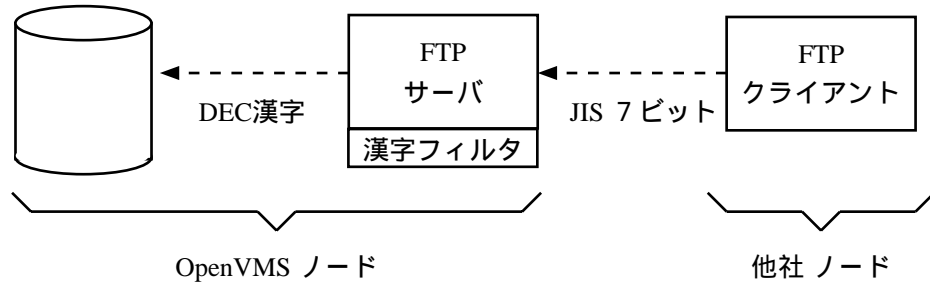 FTP
サーバ
漢字フィルタ
DEC漢字
JIS 7 ビット
FTP
クライアント
OpenVMS ノード
他社 ノード